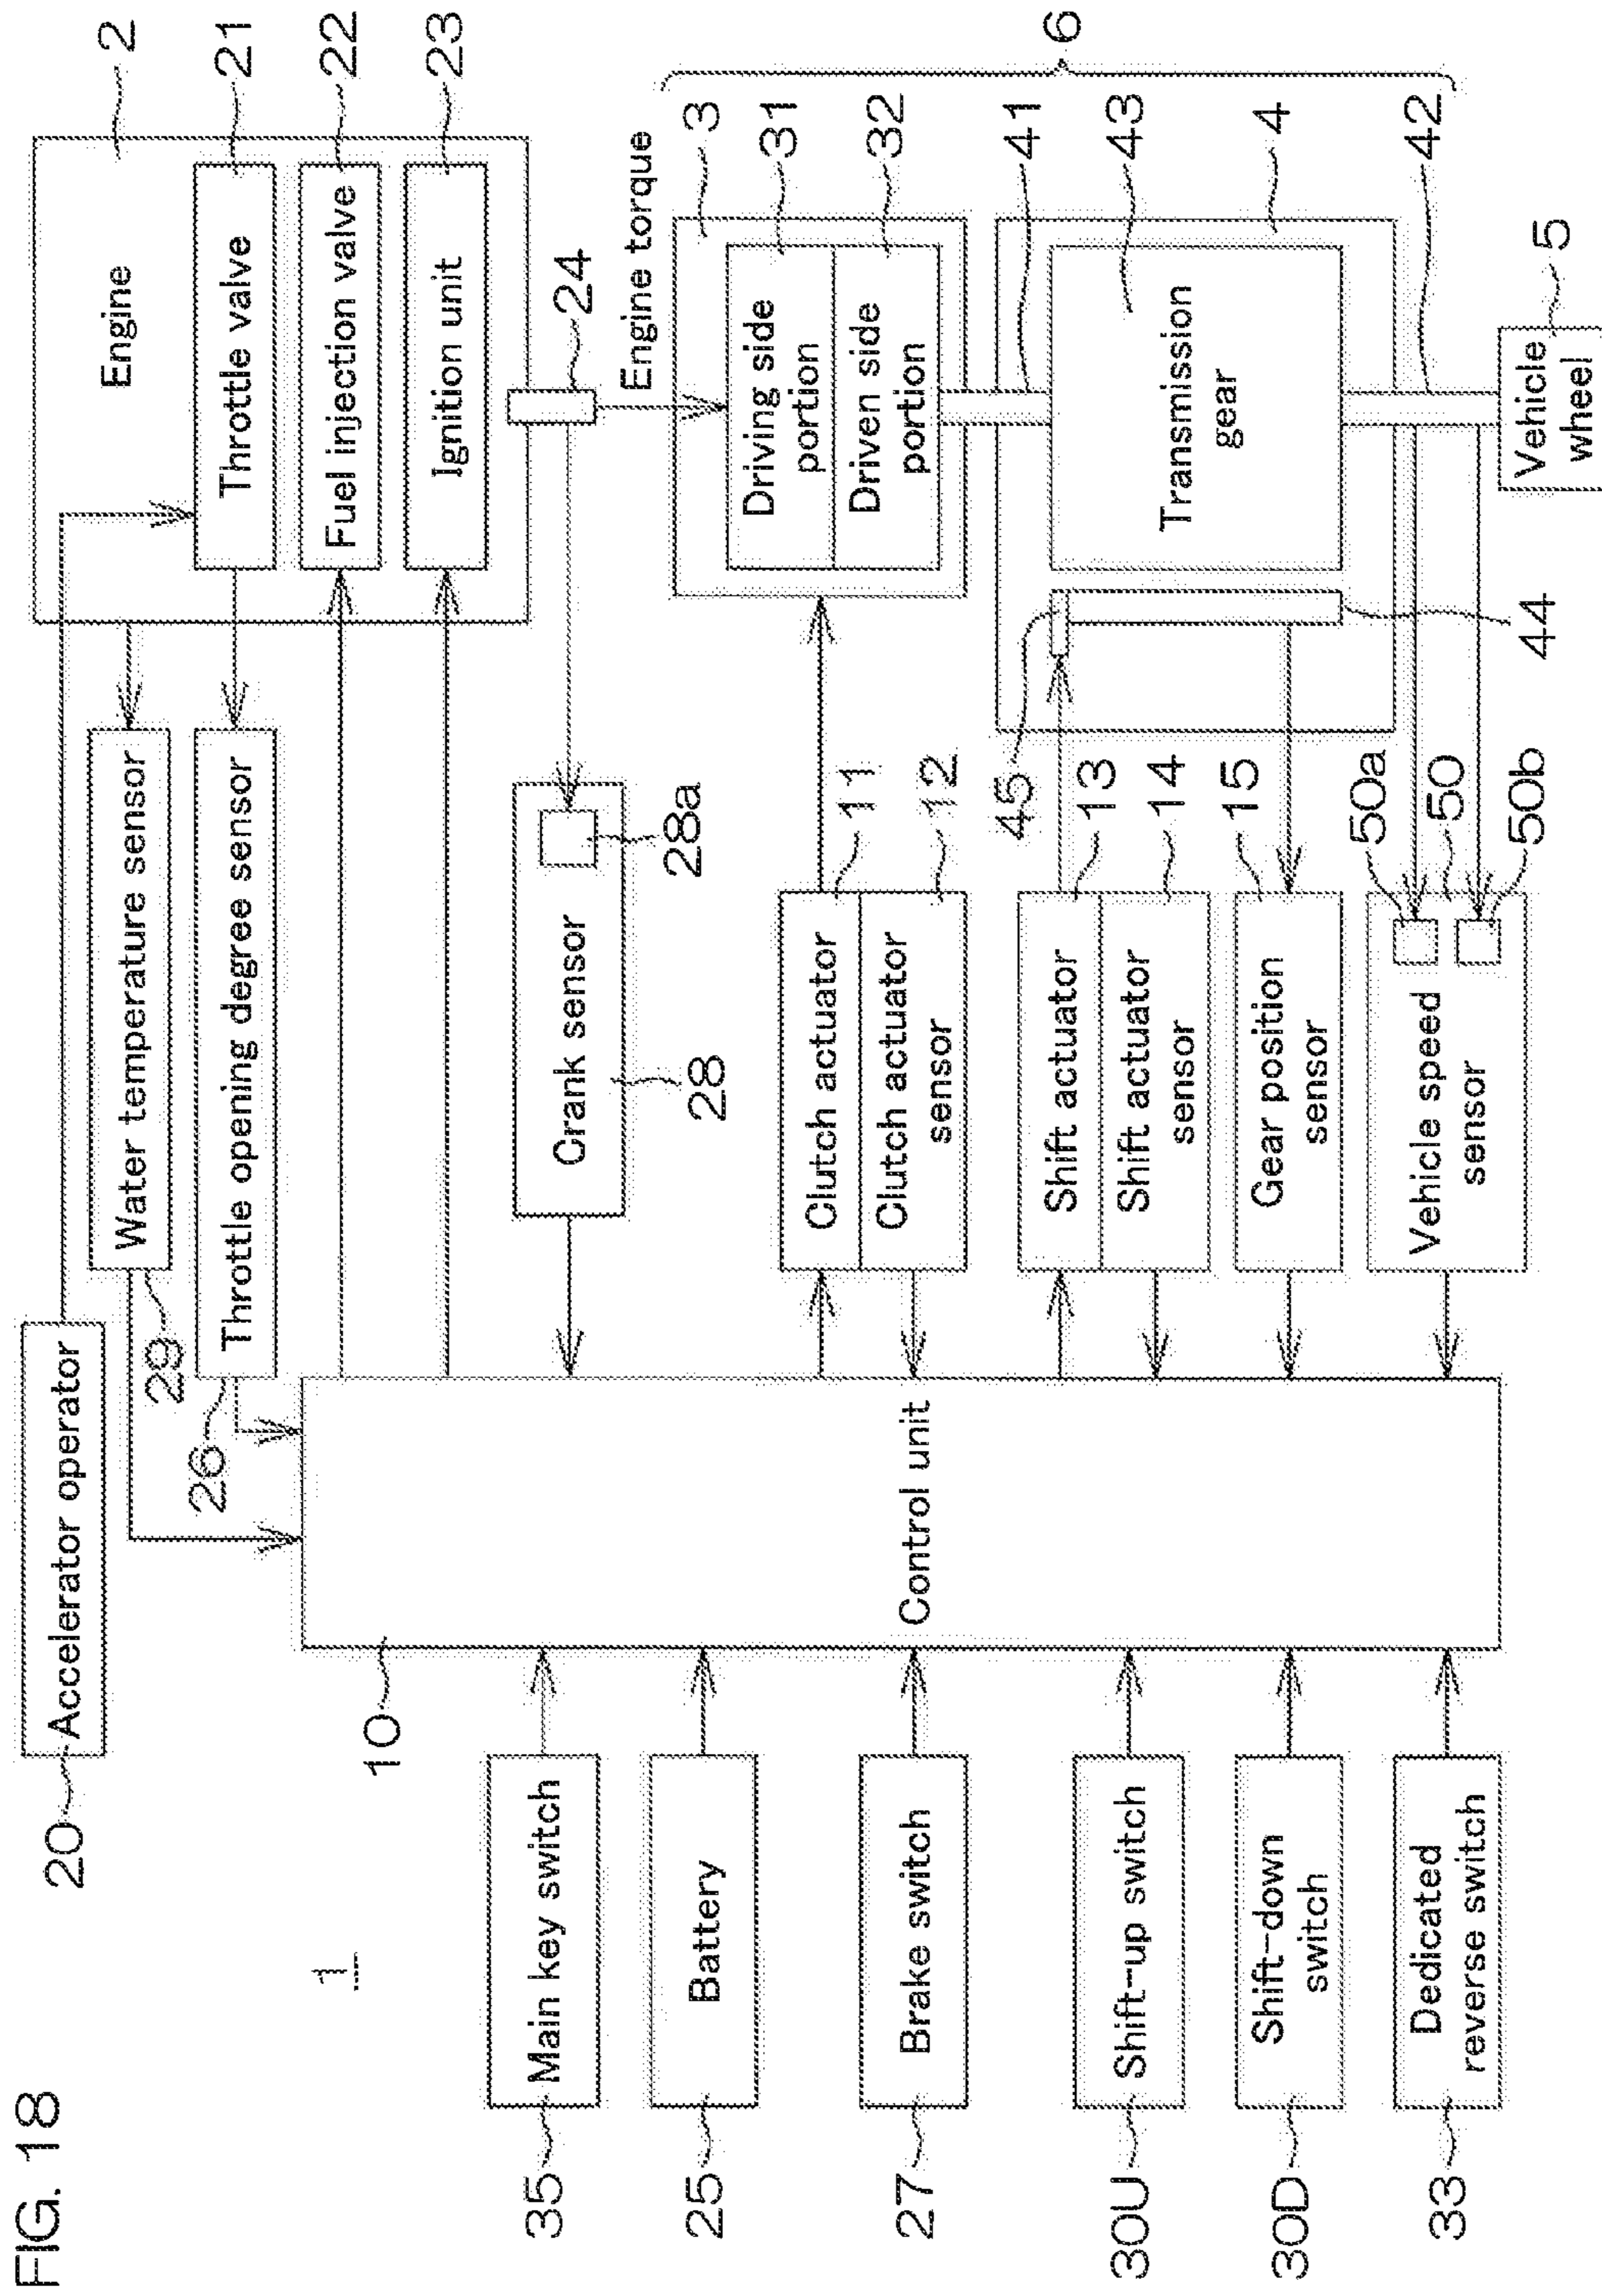 FIG. 18
1
20
Accelerator operator
29
Water temperature sensor
26
Throttle opening degree sensor
Engine
2
Throttle valve
21
Fuel injection valve
22
Ignition unit
23
24
Engine torque
Crank sensor
28a
28
10
Control unit
35
Main key switch
25
Battery
27
Brake switch
30U
Shift-up switch
30D
Shift-down
switch
33
Dedicated
reverse switch
Clutch actuator
11
Clutch actuator
sensor
12
Shift actuator
13
Shift actuator
sensor
14
Gear position
sensor
15
Vehicle speed
sensor
50a
50
50b
3
Driving side
portion
31
Driven side
portion
32
6
41
45
Transmission
gear
43
4
44
42
Vehicle
wheel
5